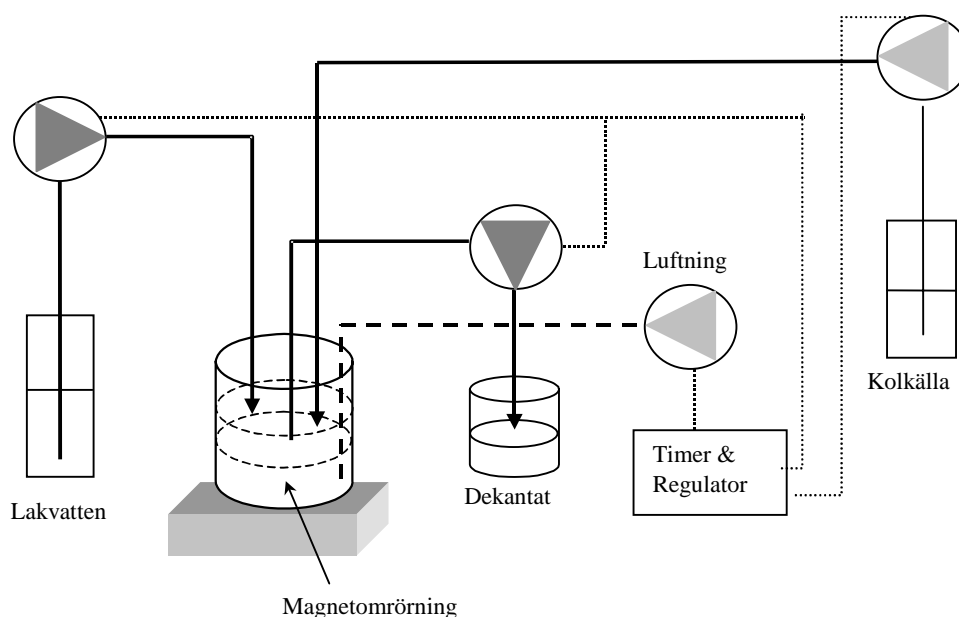 Luftning
Kolkälla
Timer &
Regulator
Lakvatten
Dekantat
Magnetomrörning